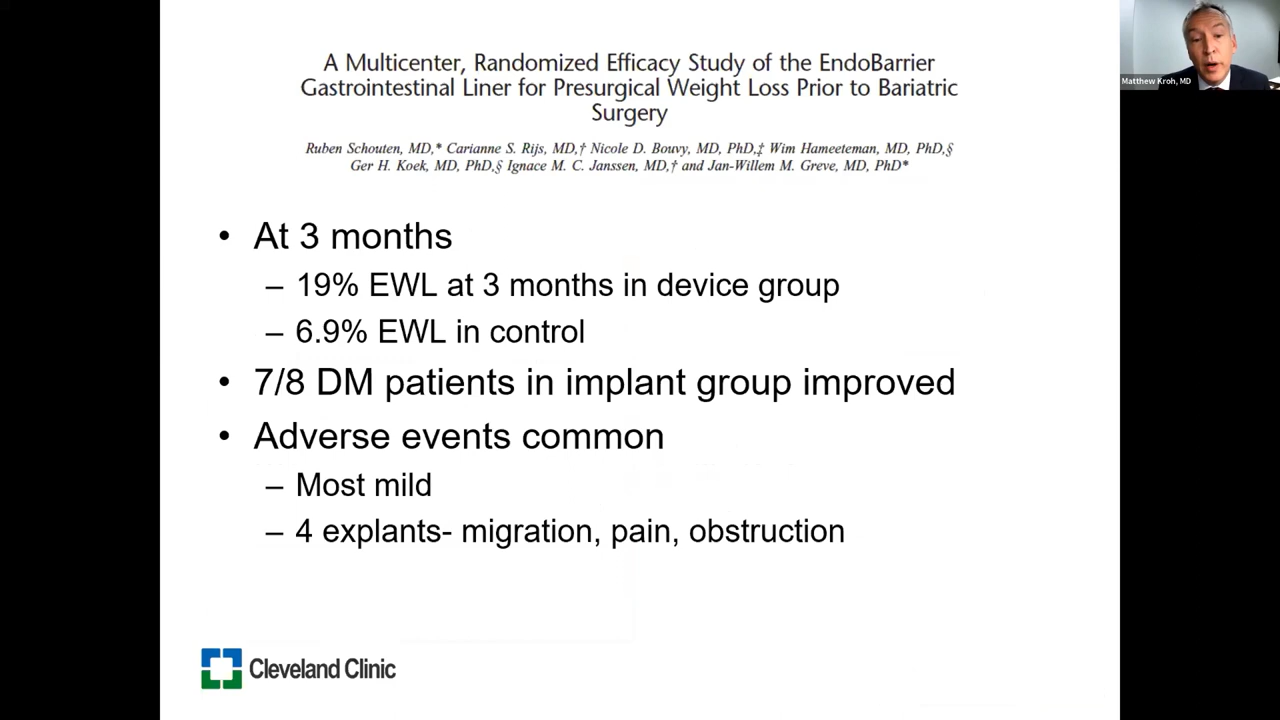 A Multicenter, Randomized Efficacy Study of the EndoBarrier
Gastrointestinal Liner for Presurgical Weight Loss Prior to Bariatric
Surgery
Ruben Schouten, MD,* Carianne S. Rijs, MD,† Nicole D. Bouvy, MD, PhD,‡ Wim Hameeteman, MD, PhD,§
Ger H. Koek, MD, PhD,§ Ignace M. C. Janssen, MD,† and Jan-Willem M. Greve, MD, PhD*
• At 3 months
– 19% EWL at 3 months in device group
– 6.9% EWL in control
• 7/8 DM patients in implant group improved
• Adverse events common
– Most mild
– 4 explants- migration, pain, obstruction
Cleveland Clinic
Matthew Kroh, MD